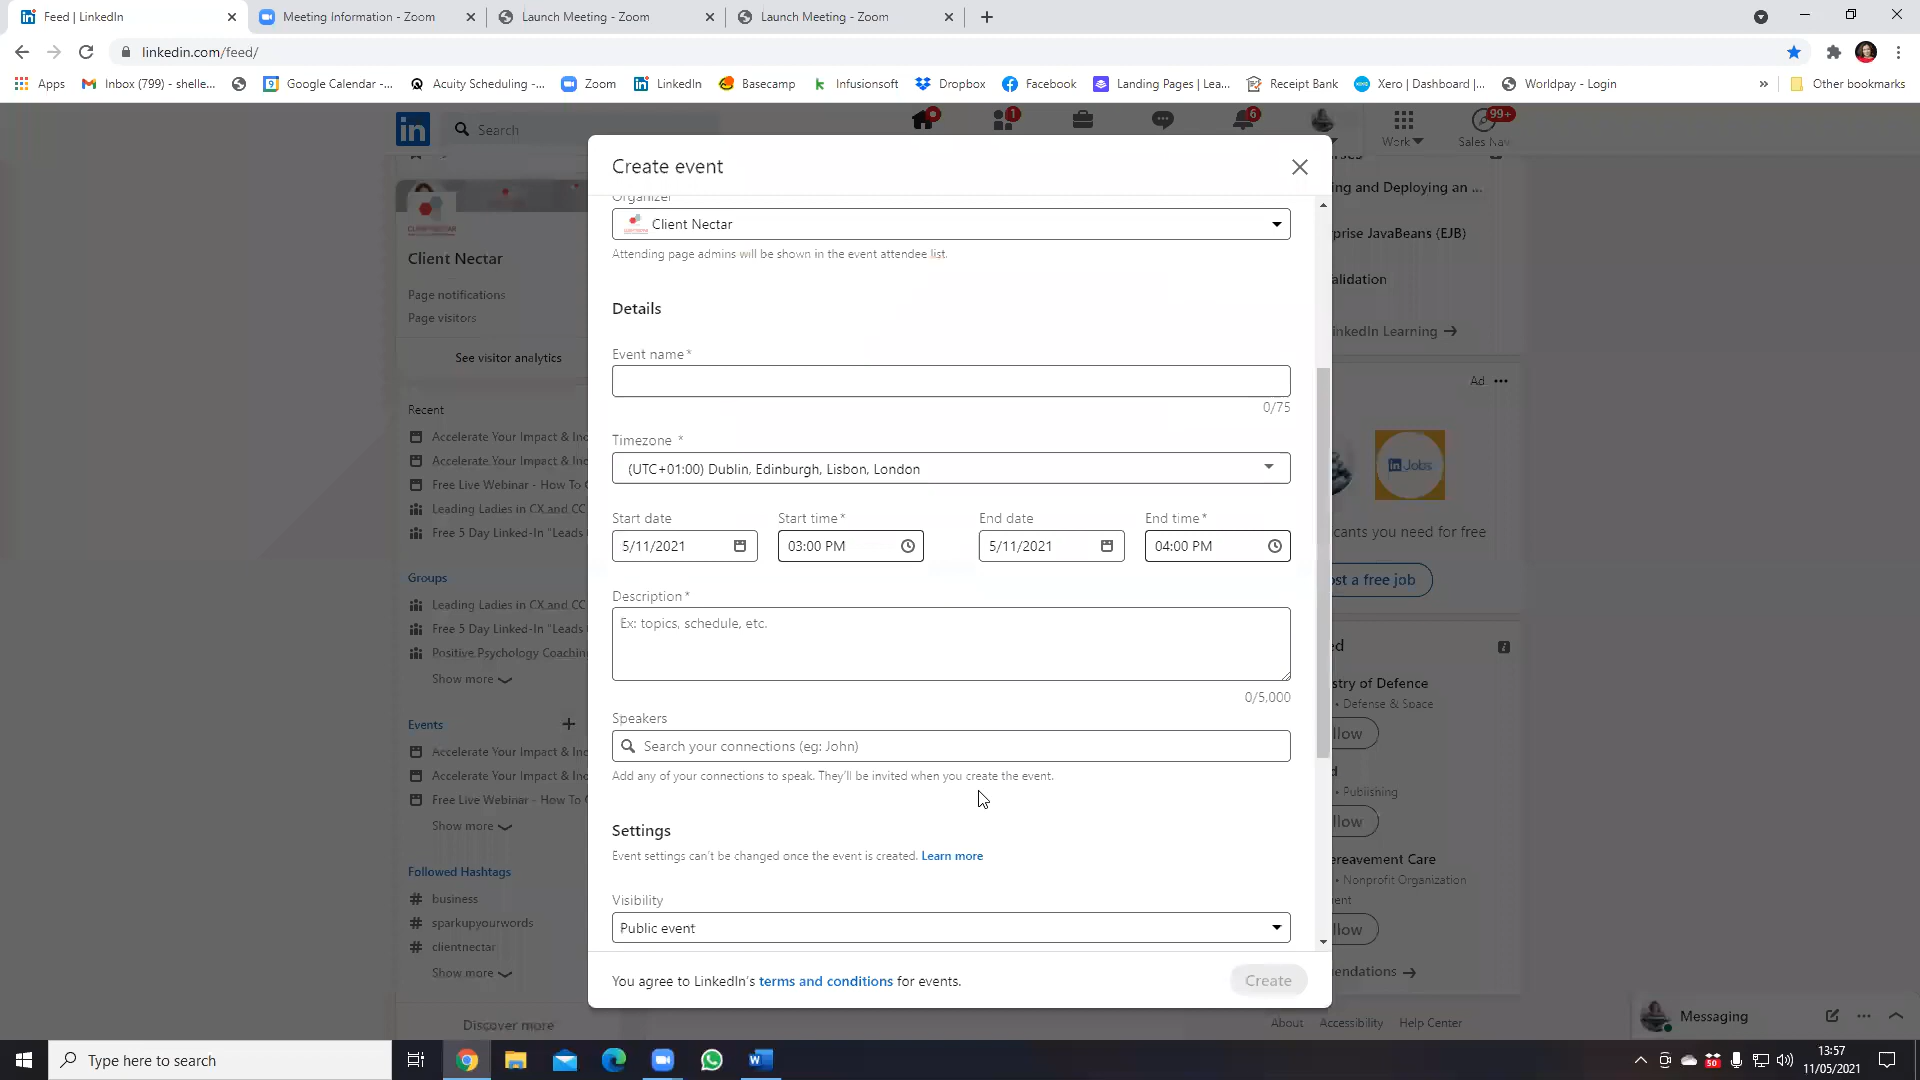 Feed | LinkedIn
Meeting Information - Zoom
Launch Meeting - Zoom
Launch Meeting - Zoom
linkedin.com/feed/
Apps
Inbox (799) - shelle...
Google Calendar -...
Acuity Scheduling -...
Zoom
LinkedIn
Basecamp
Infusionsoft
Dropbox
Facebook
Landing Pages | Lea...
Receipt Bank
Xero | Dashboard |...
Worldpay - Login
»
Other bookmarks
in
Search
1
6
Work
99+
Sales Nav
Client Nectar
Page notifications
Page visitors
See visitor analytics
Recent
Accelerate Your Impact & Inc
Accelerate Your Impact & Inc
Free Live Webinar - How To
Leading Ladies in CX and CC
Free 5 Day Linked-In "Leads
Groups
Leading Ladies in CX and CC
Free 5 Day Linked-In "Leads
Positive Psychology Coachin
Show more
Events
Accelerate Your Impact & Inc
Accelerate Your Impact & Inc
Free Live Webinar - How To
Show more
Followed Hashtags
# business
# sparkupyourwords
# clientnectar
Show more
Discover more
Create event
Organizer
Client Nectar
Attending page admins will be shown in the event attendee list.
Details
Event name*
0/75
Timezone *
(UTC+01:00) Dublin, Edinburgh, Lisbon, London
Start date
Start time*
End date
End time*
5/11/2021
03:00 PM
5/11/2021
04:00 PM
Description*
Ex: topics, schedule, etc.
0/5,000
Speakers
Search your connections (eg: John)
Add any of your connections to speak. They'll be invited when you create the event.
Settings
Event settings can't be changed once the event is created. Learn more
Visibility
Public event
You agree to LinkedIn's terms and conditions for events.
Create
ing and Deploying an ...
prise JavaBeans (EJB)
alidation
inkedIn Learning →
Ad
in Jobs
cants you need for free
ost a free job
ed
stry of Defence
• Defense & Space
llow
d
• Publishing
llow
ereavement Care
• Nonprofit Organization
ent
llow
endations →
About
Accessibility
Help Center
Messaging
Type here to search
50
13:57
11/05/2021